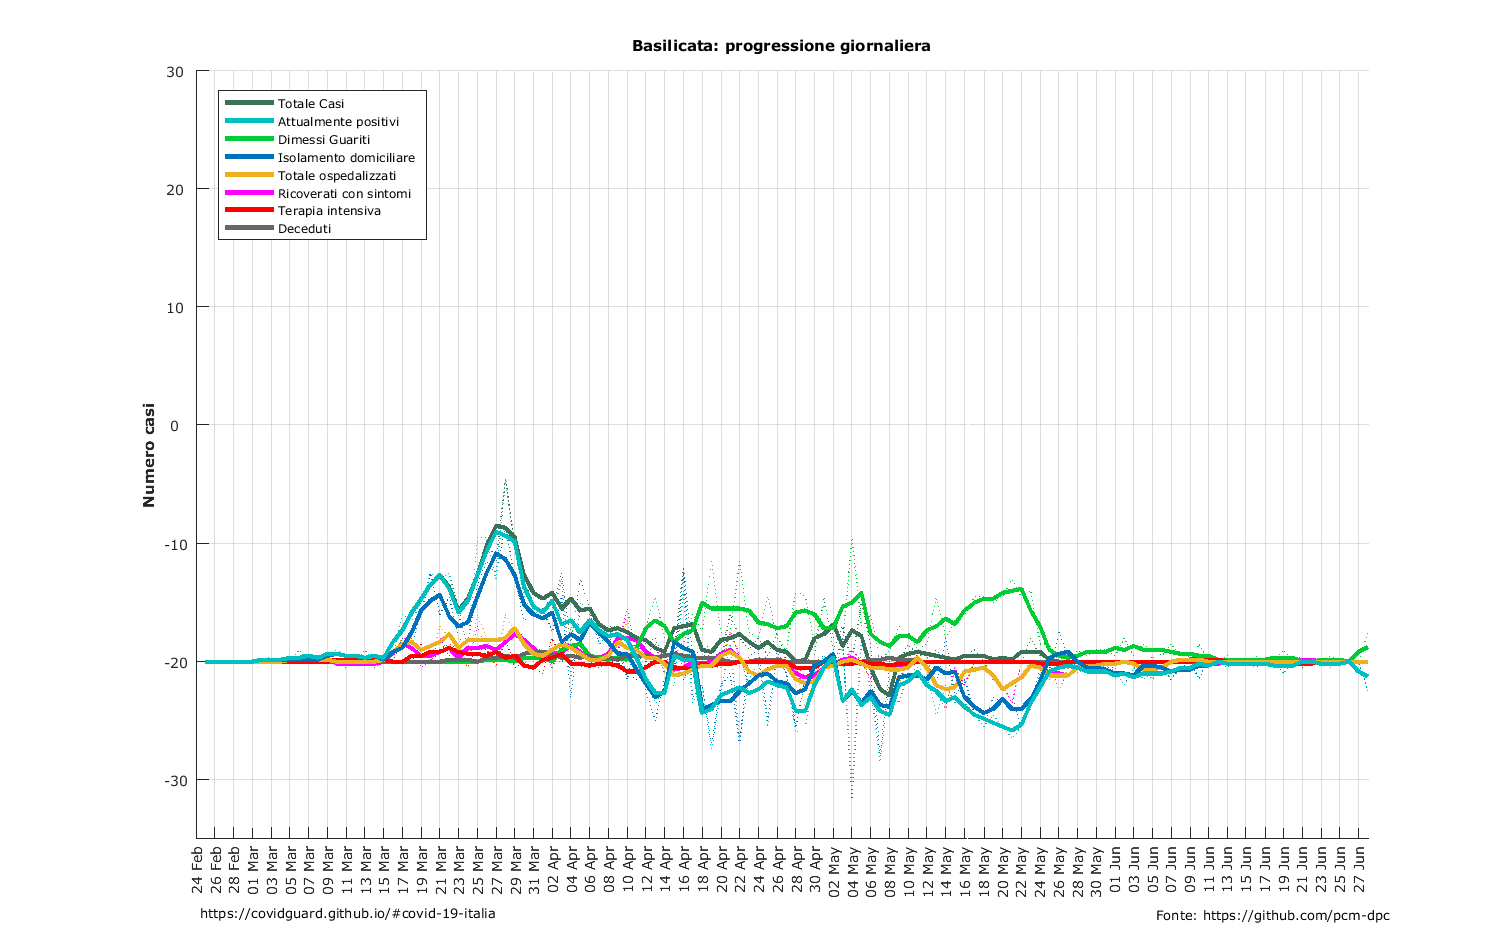 Basilicata: progressione giornaliera
Numero casi
30
20
10
0
-10
-20
-30
Totale Casi
Attualmente positivi
Dimessi Guariti
Isolamento domiciliare
Totale ospedalizzati
Ricoverati con sintomi
Terapia intensiva
Deceduti
24 Feb
26 Feb
28 Feb
01 Mar
03 Mar
05 Mar
07 Mar
09 Mar
11 Mar
13 Mar
15 Mar
17 Mar
19 Mar
21 Mar
23 Mar
25 Mar
27 Mar
29 Mar
31 Mar
02 Apr
04 Apr
06 Apr
08 Apr
10 Apr
12 Apr
14 Apr
16 Apr
18 Apr
20 Apr
22 Apr
24 Apr
26 Apr
28 Apr
30 Apr
02 May
04 May
06 May
08 May
10 May
12 May
14 May
16 May
18 May
20 May
22 May
24 May
26 May
28 May
30 May
01 Jun
03 Jun
05 Jun
07 Jun
09 Jun
11 Jun
13 Jun
15 Jun
17 Jun
19 Jun
21 Jun
23 Jun
25 Jun
27 Jun
https://covidguard.github.io/#covid-19-italia
Fonte: https://github.com/pcm-dpc